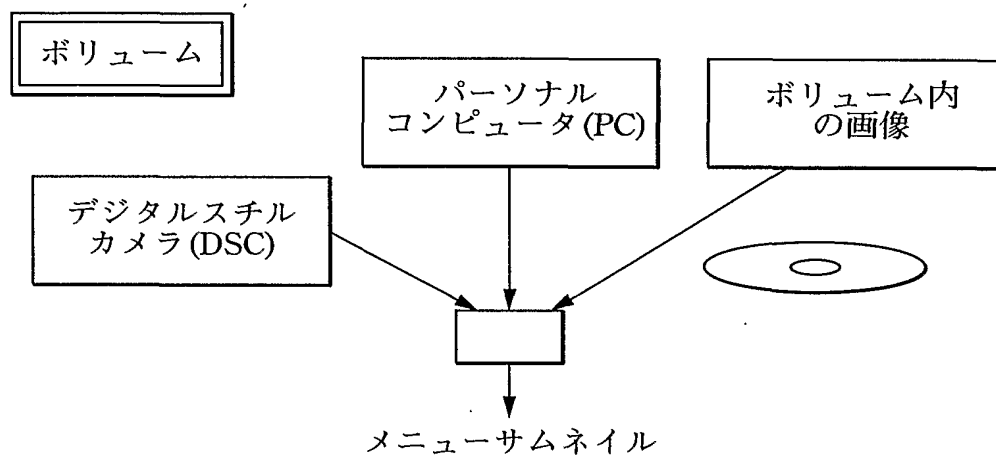 ボリューム
パーソナル
コンピュータ(PC)
ボリューム内
の画像
デジタルスチル
カメラ(DSC)
メニューサムネイル